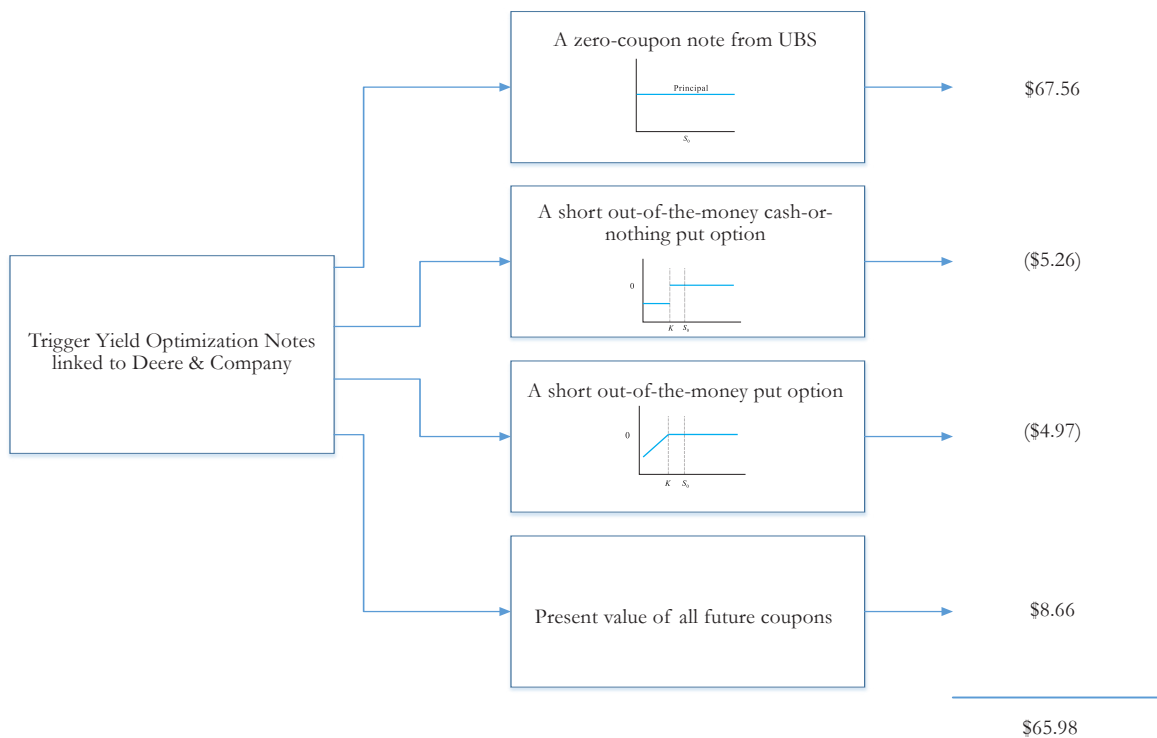 A zero-coupon note from UBS
Principal
S₀
$67.56
A short out-of-the-money cash-or-
nothing put option
0
K
S₀
($5.26)
Trigger Yield Optimization Notes
linked to Deere & Company
A short out-of-the-money put option
0
K
S₀
($4.97)
Present value of all future coupons
$8.66
$65.98